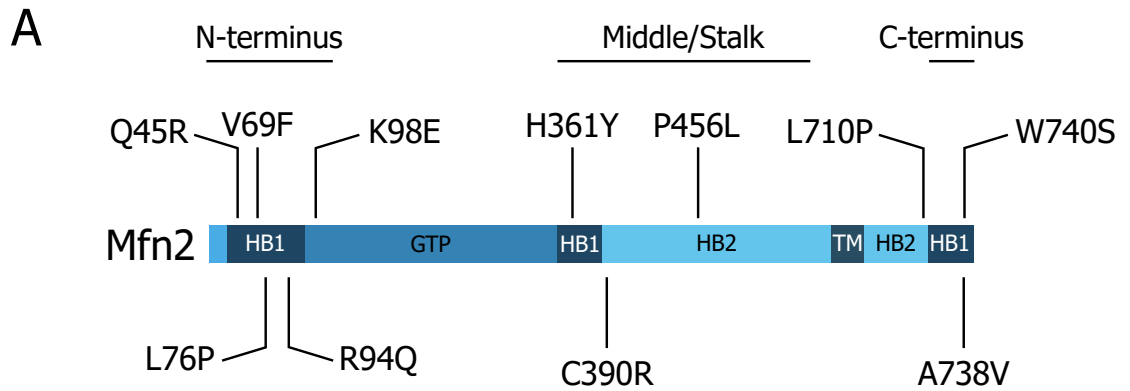 A
N-terminus Middle/Stalk C-terminus
Q45R V69F K98E H361Y P456L L710P W740S
Mfn2 HB1 GTP HB1 HB2 TM HB2 HB1
L76P R94Q C390R A738V